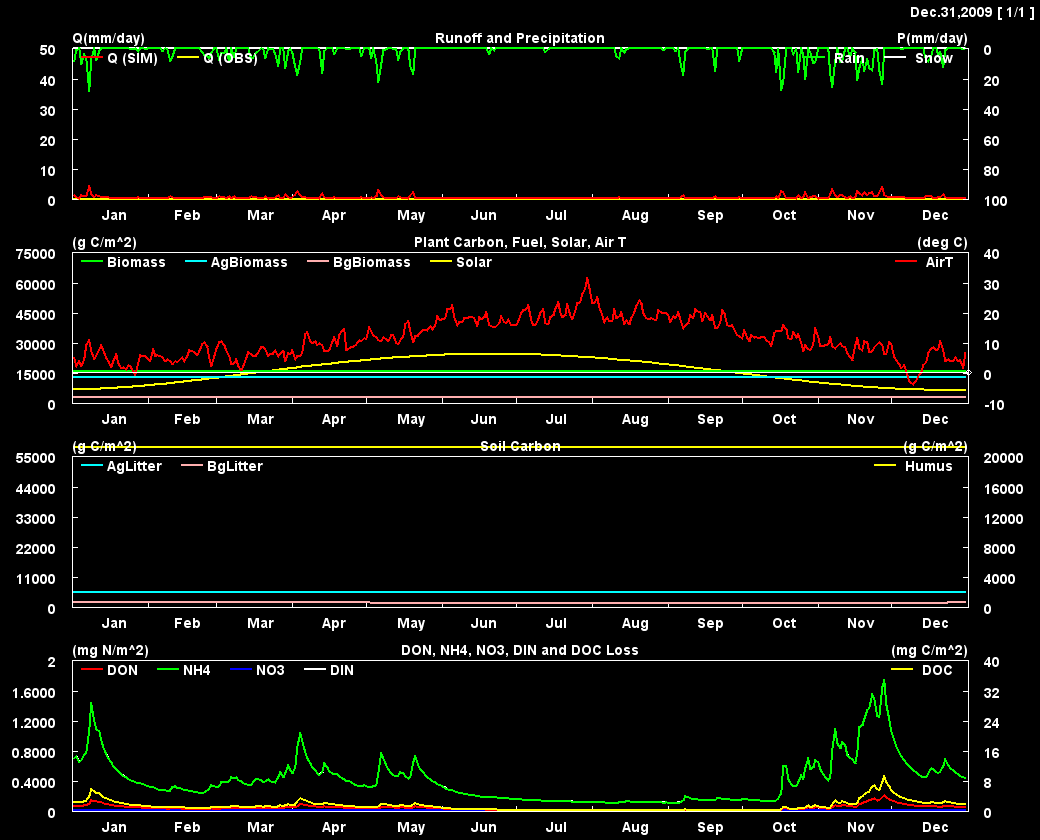 Dec.31,2009 [ 1/1 ]
Q(mm/day) Runoff and Precipitation P(mm/day)
50 Q (SIM) Q (OBS) Rain Snow 0
40 20
30 40
20 60
10 80
0 100
Jan Feb Mar Apr May Jun Jul Aug Sep Oct Nov Dec
(g C/m^2) Plant Carbon, Fuel, Solar, Air T (deg C)
75000 40
Biomass AgBiomass BgBiomass Solar AirT
60000 30
45000 20
30000 10
15000 0
0 -10
Jan Feb Mar Apr May Jun Jul Aug Sep Oct Nov Dec
(g C/m^2) Soil Carbon (g C/m^2)
55000 20000
AgLitter BgLitter Humus
44000 16000
33000 12000
22000 8000
11000 4000
0 0
Jan Feb Mar Apr May Jun Jul Aug Sep Oct Nov Dec
(mg N/m^2) DON, NH4, NO3, DIN and DOC Loss (mg C/m^2)
2 40
DON NH4 NO3 DIN DOC
1.6000 32
1.2000 24
0.8000 16
0.4000 8
0 0
Jan Feb Mar Apr May Jun Jul Aug Sep Oct Nov Dec